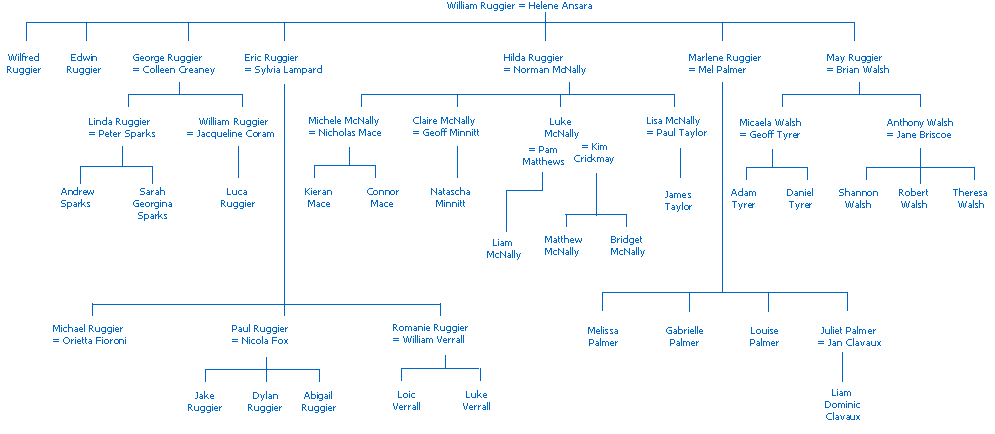 William Ruggier = Helene Ansara
Wilfred
Ruggier
Edwin
Ruggier
George Ruggier
= Colleen Creaney
Eric Ruggier
= Sylvia Lampard
Hilda Ruggier
= Norman McNally
Marlene Ruggier
= Mel Palmer
May Ruggier
= Brian Walsh
Linda Ruggier
= Peter Sparks
William Ruggier
= Jacqueline Coram
Michele McNally
= Nicholas Mace
Claire McNally
= Geoff Minnitt
Luke
McNally
= Pam
Matthews
= Kim
Crickmay
Lisa McNally
= Paul Taylor
Micaela Walsh
= Geoff Tyrer
Anthony Walsh
= Jane Briscoe
Andrew
Sparks
Sarah
Georgina
Sparks
Luca
Ruggier
Kieran
Mace
Connor
Mace
Natascha
Minnitt
James
Taylor
Adam
Tyrer
Daniel
Tyrer
Shannon
Walsh
Robert
Walsh
Theresa
Walsh
Liam
McNally
Matthew
McNally
Bridget
McNally
Michael Ruggier
= Orietta Fioroni
Paul Ruggier
= Nicola Fox
Romanie Ruggier
= William Verrall
Melissa
Palmer
Gabrielle
Palmer
Louise
Palmer
Juliet Palmer
= Jan Clavaux
Jake
Ruggier
Dylan
Ruggier
Abigail
Ruggier
Loic
Verrall
Luke
Verrall
Liam
Dominic
Clavaux